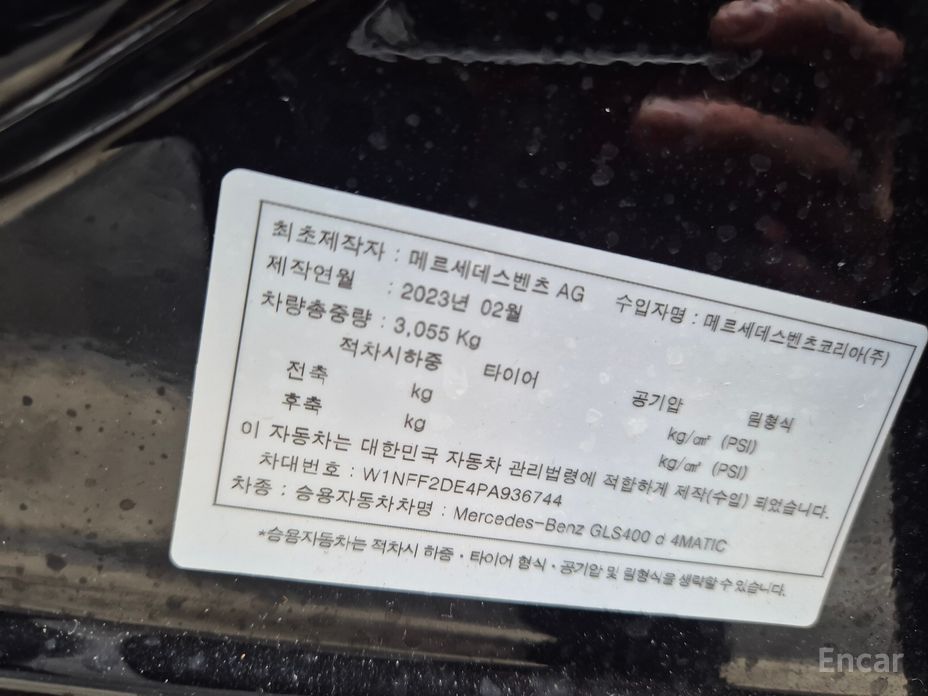 최초제작자 : 메르세데스벤츠 AG 수입자명 : 메르세데스벤츠코리아(주)
제작연월 : 2023년 02월
차량총중량 : 3,055 Kg
적차시하중 타이어 공기압 림형식
전축 kg kg/㎠ (PSI)
후축 kg kg/㎠ (PSI)
이 자동차는 대한민국 자동차 관리법령에 적합하게 제작(수입) 되었습니다.
차대번호 : W1NFF2DE4PA936744
차종 : 승용자동차차명 : Mercedes-Benz GLS400 d 4MATIC
*승용자동차는 적차시 하중・타이어 형식・공기압 및 림형식을 생략할 수 있습니다.
Encar